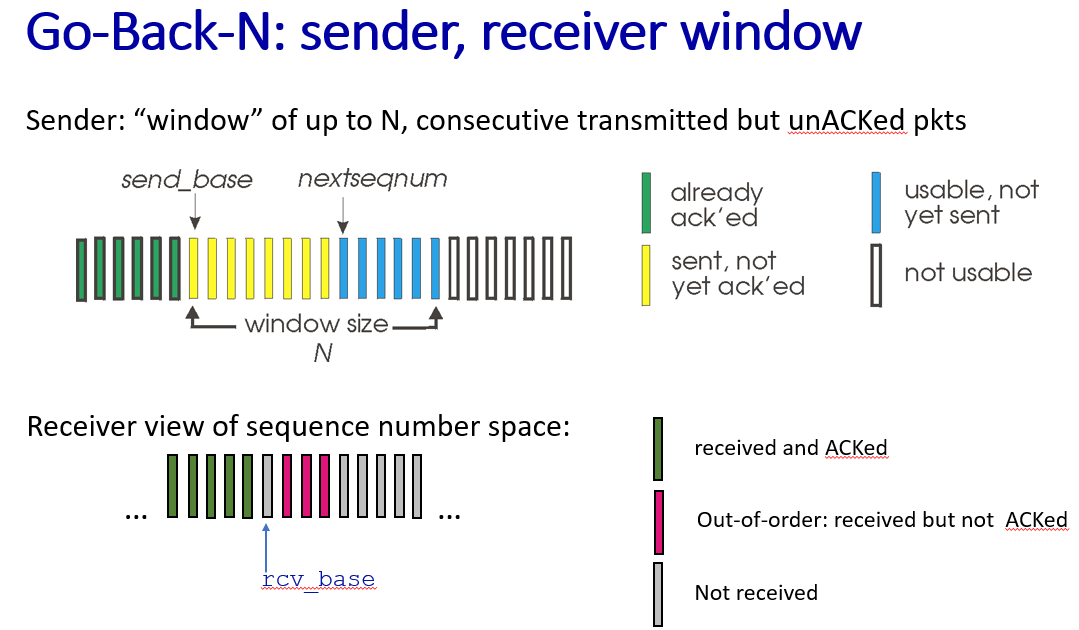 Go-Back-N: sender, receiver window
Sender: “window” of up to N, consecutive transmitted but unACKed pkts
send_base
nextseqnum
already
ack’ed
usable, not
yet sent
sent, not
yet ack’ed
not usable
window size
N
Receiver view of sequence number space:
received and ACKed
... ...
Out-of-order: received but not ACKed
rcv_base
Not received